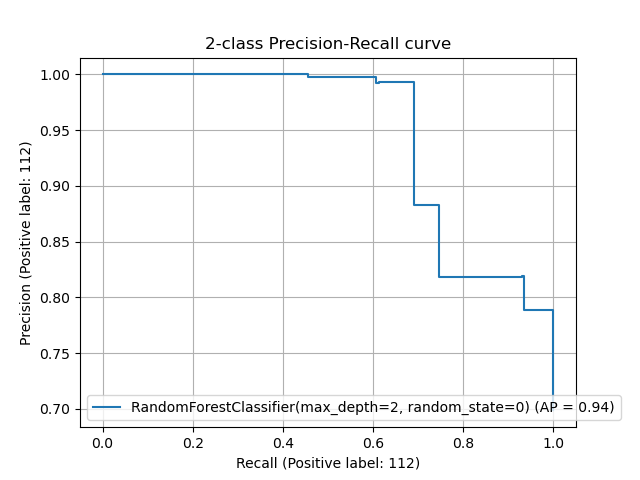 2-class Precision-Recall curve
1.00
0.95
0.90
0.85
0.80
0.75
0.70
Precision (Positive label: 112)
RandomForestClassifier(max_depth=2, random_state=0) (AP = 0.94)
0.0 0.2 0.4 0.6 0.8 1.0
Recall (Positive label: 112)